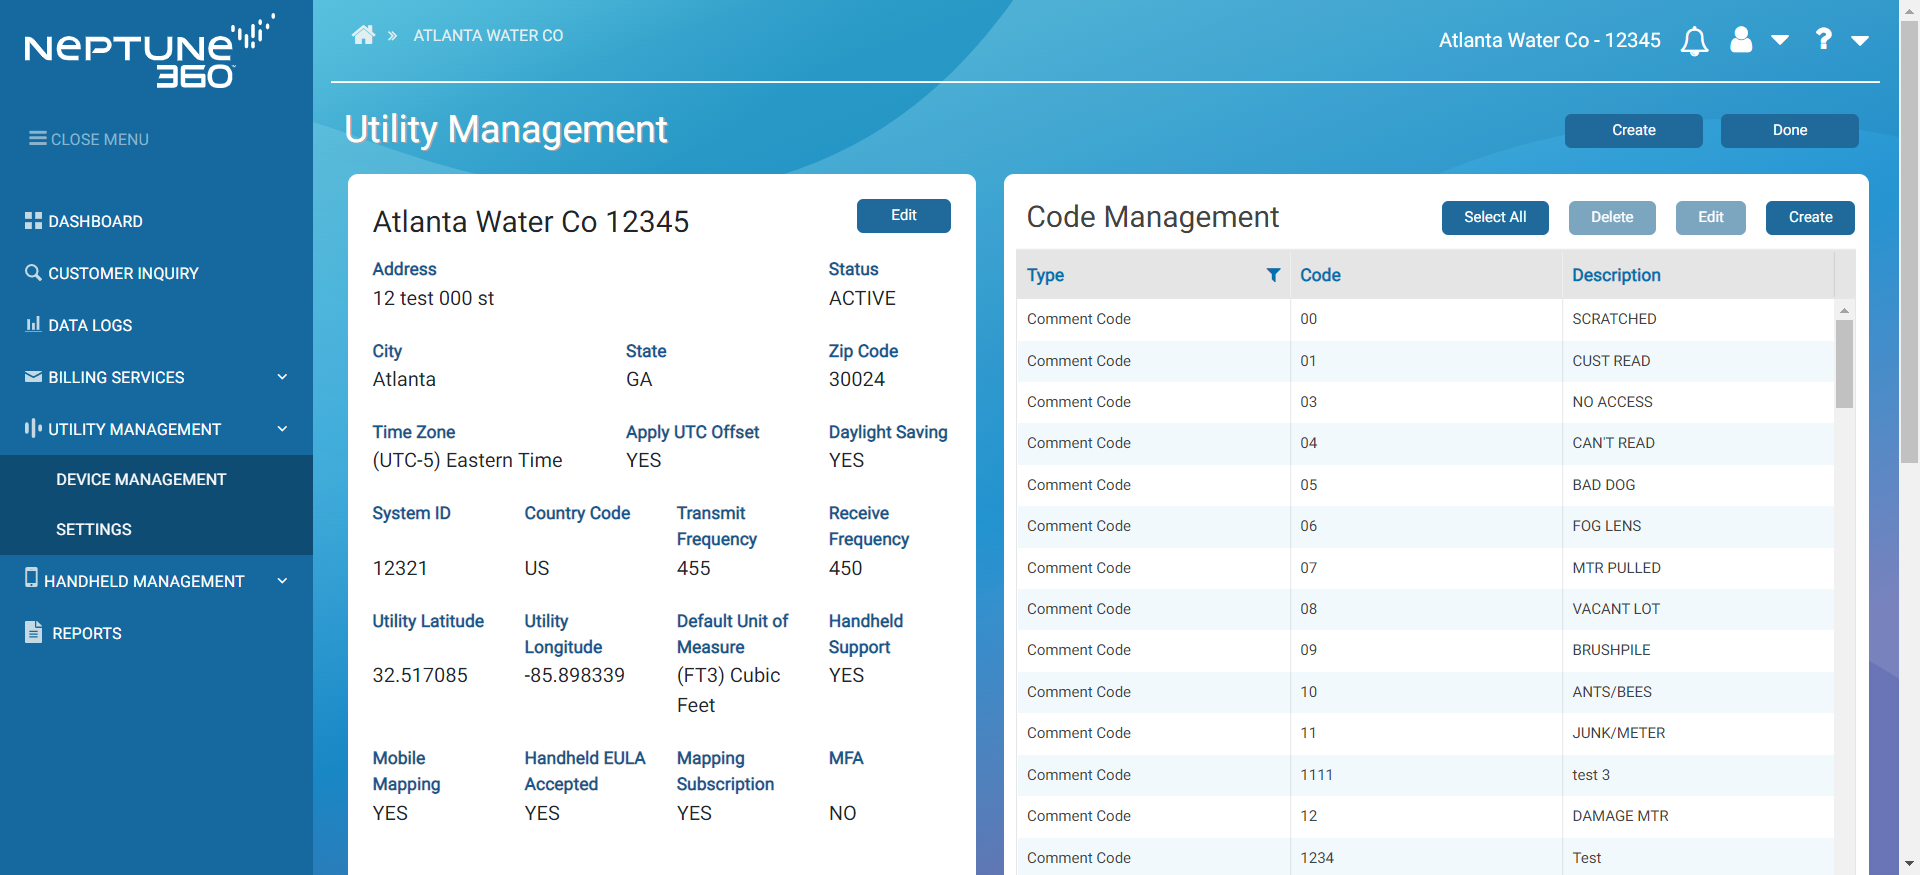 NEPTUNE
360™
CLOSE MENU
DASHBOARD
CUSTOMER INQUIRY
DATA LOGS
BILLING SERVICES
UTILITY MANAGEMENT
DEVICE MANAGEMENT
SETTINGS
HANDHELD MANAGEMENT
REPORTS
» ATLANTA WATER CO
Atlanta Water Co - 12345
?
Utility Management
Create
Done
Atlanta Water Co 12345
Edit
Address
Status
12 test 000 st
ACTIVE
City
State
Zip Code
Atlanta
GA
30024
Time Zone
Apply UTC Offset
Daylight Saving
(UTC-5) Eastern Time
YES
YES
System ID
Country Code
Transmit
Frequency
Receive
Frequency
12321
US
455
450
Utility Latitude
Utility
Longitude
Default Unit of
Measure
Handheld
Support
32.517085
-85.898339
(FT3) Cubic
Feet
YES
Mobile
Mapping
Handheld EULA
Accepted
Mapping
Subscription
MFA
YES
YES
YES
NO
Code Management
Select All
Delete
Edit
Create
Type Code Description
Comment Code 00 SCRATCHED
Comment Code 01 CUST READ
Comment Code 03 NO ACCESS
Comment Code 04 CAN'T READ
Comment Code 05 BAD DOG
Comment Code 06 FOG LENS
Comment Code 07 MTR PULLED
Comment Code 08 VACANT LOT
Comment Code 09 BRUSHPILE
Comment Code 10 ANTS/BEES
Comment Code 11 JUNK/METER
Comment Code 1111 test 3
Comment Code 12 DAMAGE MTR
Comment Code 1234 Test